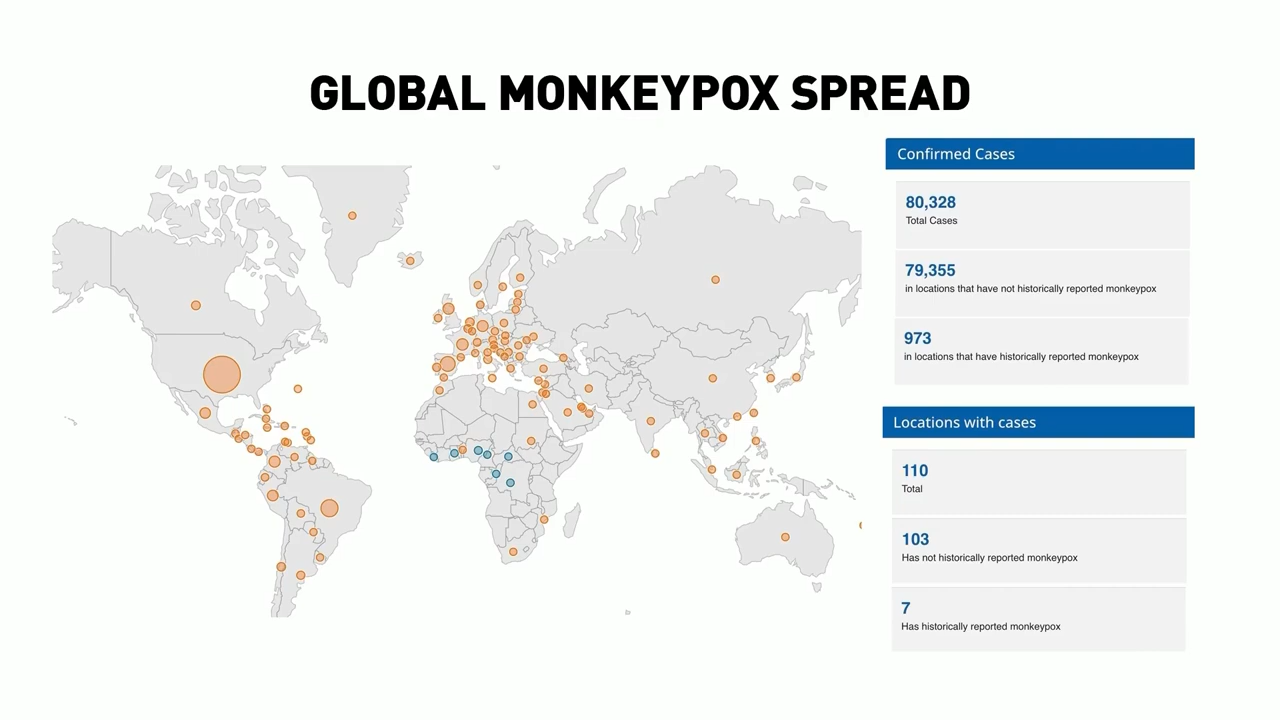 GLOBAL MONKEYPOX SPREAD
Confirmed Cases
80,328
Total Cases
79,355
in locations that have not historically reported monkeypox
973
in locations that have historically reported monkeypox
Locations with cases
110
Total
103
Has not historically reported monkeypox
7
Has historically reported monkeypox